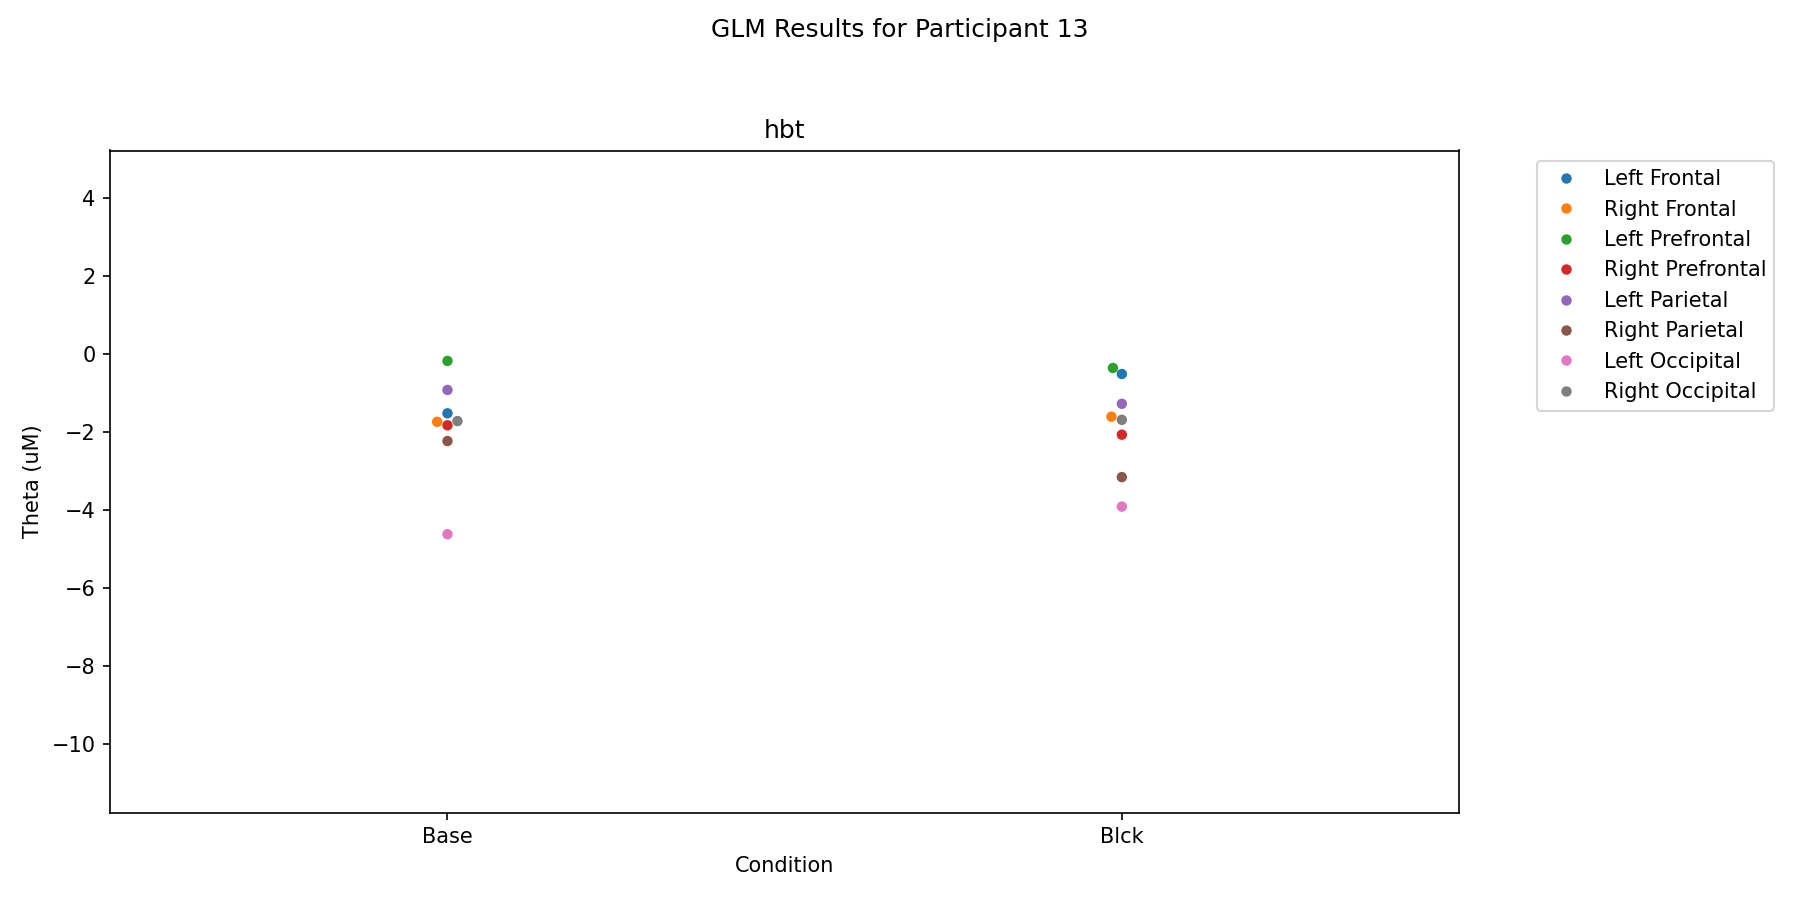 GLM Results for Participant 13
hbt
4
2
0
−2
−4
−6
−8
−10
Theta (uM)
Base
Blck
Condition
Left Frontal
Right Frontal
Left Prefrontal
Right Prefrontal
Left Parietal
Right Parietal
Left Occipital
Right Occipital